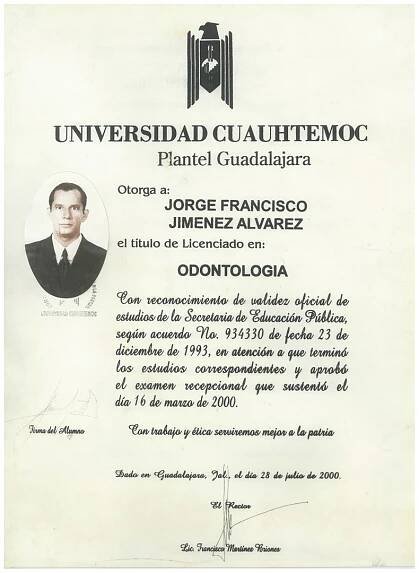 UNIVERSIDAD CUAUHTEMOC
Plantel Guadalajara
Otorga a:
JORGE FRANCISCO
JIMENEZ ALVAREZ
el título de Licenciado en:
ODONTOLOGIA
Con reconocimiento de validez oficial de
estudios de la Secretaria de Educación Pública,
según acuerdo No. 934330 de fecha 23 de
diciembre de 1993, en atención a que terminó
los estudios correspondientes y aprobó
el examen recepcional que sustentó el
día 16 de marzo de 2000.
UNIVERSIDAD CUAUHTEMOC
Firma del Alumno
Con trabajo y ética serviremos mejor a la patria
Dado en Guadalajara, Jal., el día 28 de julio de 2000.
El Rector
Lic. Francisco Martínez Briones